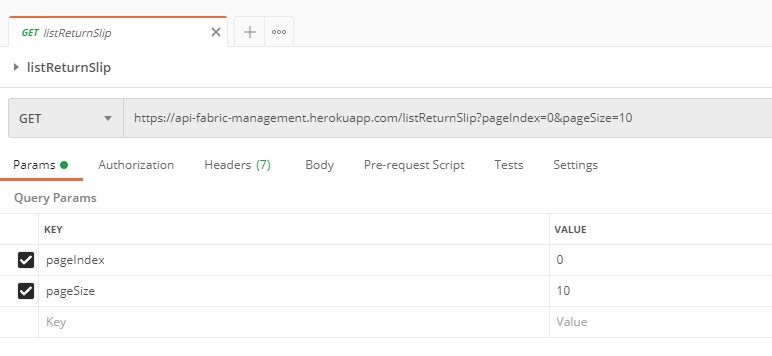 GET listReturnSlip
listReturnSlip
GET https://api-fabric-management.herokuapp.com/listReturnSlip?pageIndex=0&pageSize=10
Params Authorization Headers (7) Body Pre-request Script Tests Settings
Query Params
KEY VALUE
pageIndex 0
pageSize 10
Key Value